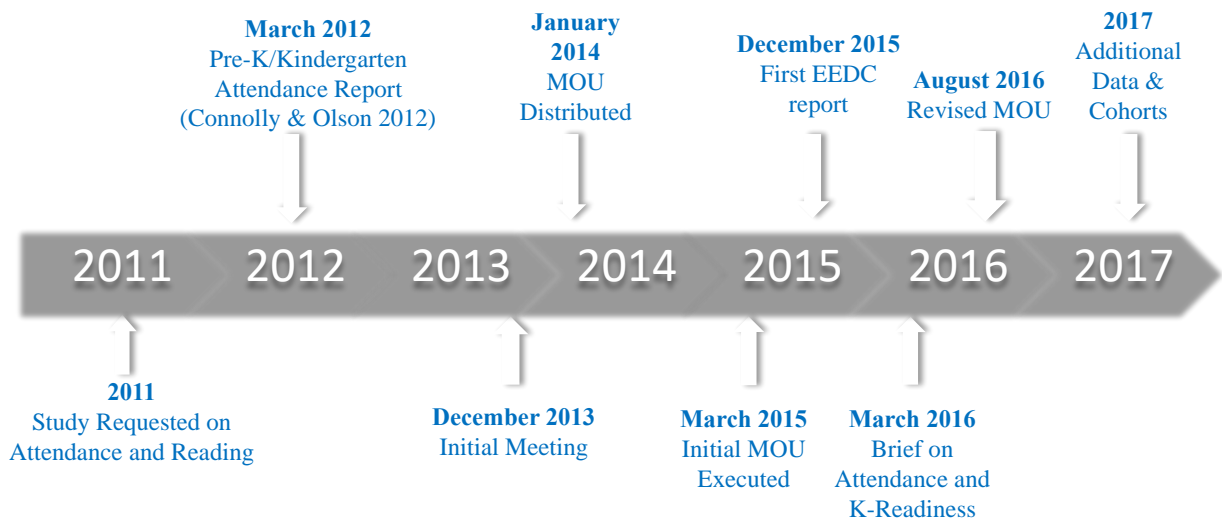 March 2012
Pre-K/Kindergarten
Attendance Report
(Connolly & Olson 2012)
January
2014
MOU
Distributed
December 2015
First EEDC
report
August 2016
Revised MOU
2017
Additional
Data &
Cohorts
2011
2012
2013
2014
2015
2016
2017
2011
Study Requested on
Attendance and Reading
December 2013
Initial Meeting
March 2015
Initial MOU
Executed
March 2016
Brief on
Attendance and
K-Readiness